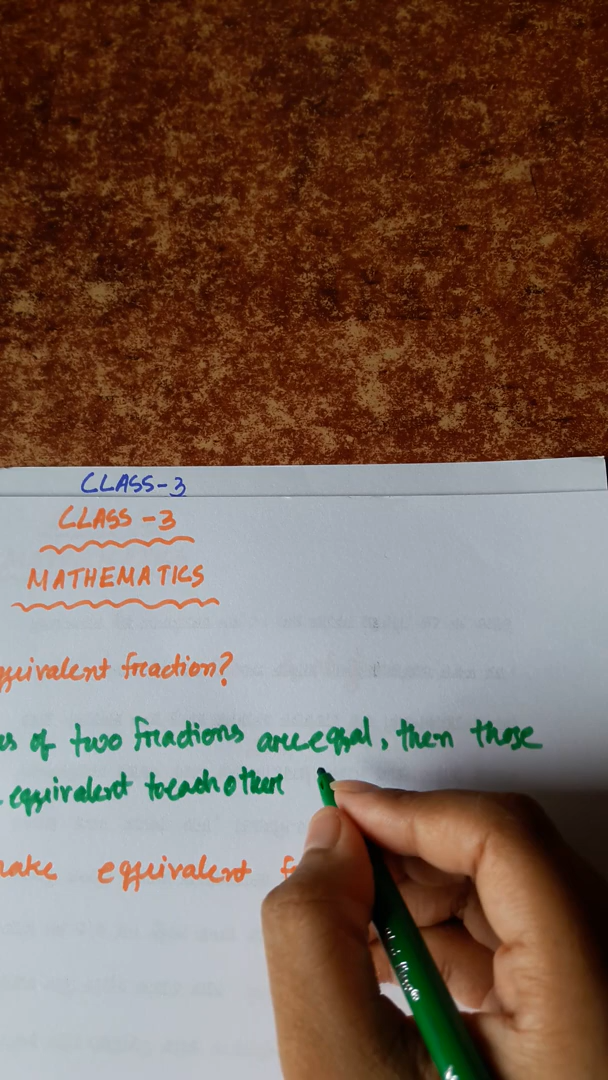 CLASS-3
CLASS-3
MATHEMATICS
equivalent fraction?
of two fractions are equal, then those
equivalent to each other
make equivalent